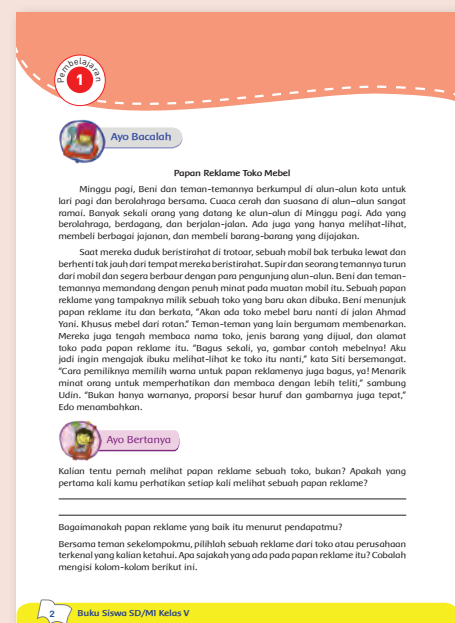 Pembelajaran
1
Ayo Bacalah
Papan Reklame Toko Mebel
Minggu pagi, Beni dan teman-temannya berkumpul di alun-alun kota untuk
lari pagi dan berolahraga bersama. Cuaca cerah dan suasana di alun–alun sangat
ramai. Banyak sekali orang yang datang ke alun-alun di Minggu pagi. Ada yang
berolahraga, berdagang, dan berjalan-jalan. Ada juga yang hanya melihat-lihat,
membeli berbagai jajanan, dan membeli barang-barang yang dijajakan.
Saat mereka duduk beristirahat di trotoar, sebuah mobil bak terbuka lewat dan
berhenti tak jauh dari tempat mereka beristirahat. Supir dan seorang temannya turun
dari mobil dan segera berbaur dengan para pengunjung alun-alun. Beni dan teman-
temannya memandang dengan penuh minat pada muatan mobil itu. Sebuah papan
reklame yang tampaknya milik sebuah toko yang baru akan dibuka. Beni menunjuk
papan reklame itu dan berkata, “Akan ada toko mebel baru nanti di jalan Ahmad
Yani. Khusus mebel dari rotan.” Teman-teman yang lain bergumam membenarkan.
Mereka juga tengah membaca nama toko, jenis barang yang dijual, dan alamat
toko pada papan reklame itu. “Bagus sekali, ya, gambar contoh mebelnya! Aku
jadi ingin mengajak ibuku melihat-lihat ke toko itu nanti,” kata Siti bersemangat.
“Cara pemiliknya memilih warna untuk papan reklamenya juga bagus, ya! Menarik
minat orang untuk memperhatikan dan membaca dengan lebih teliti,” sambung
Udin. “Bukan hanya warnanya, proporsi besar huruf dan gambarnya juga tepat,”
Edo menambahkan.
Ayo Bertanya
Kalian tentu pernah melihat papan reklame sebuah toko, bukan? Apakah yang
pertama kali kamu perhatikan setiap kali melihat sebuah papan reklame?
Bagaimanakah papan reklame yang baik itu menurut pendapatmu?
Bersama teman sekelompokmu, pilihlah sebuah reklame dari toko atau perusahaan
terkenal yang kalian ketahui. Apa sajakah yang ada pada papan reklame itu? Cobalah
mengisi kolom-kolom berikut ini.
2
Buku Siswa SD/MI Kelas V